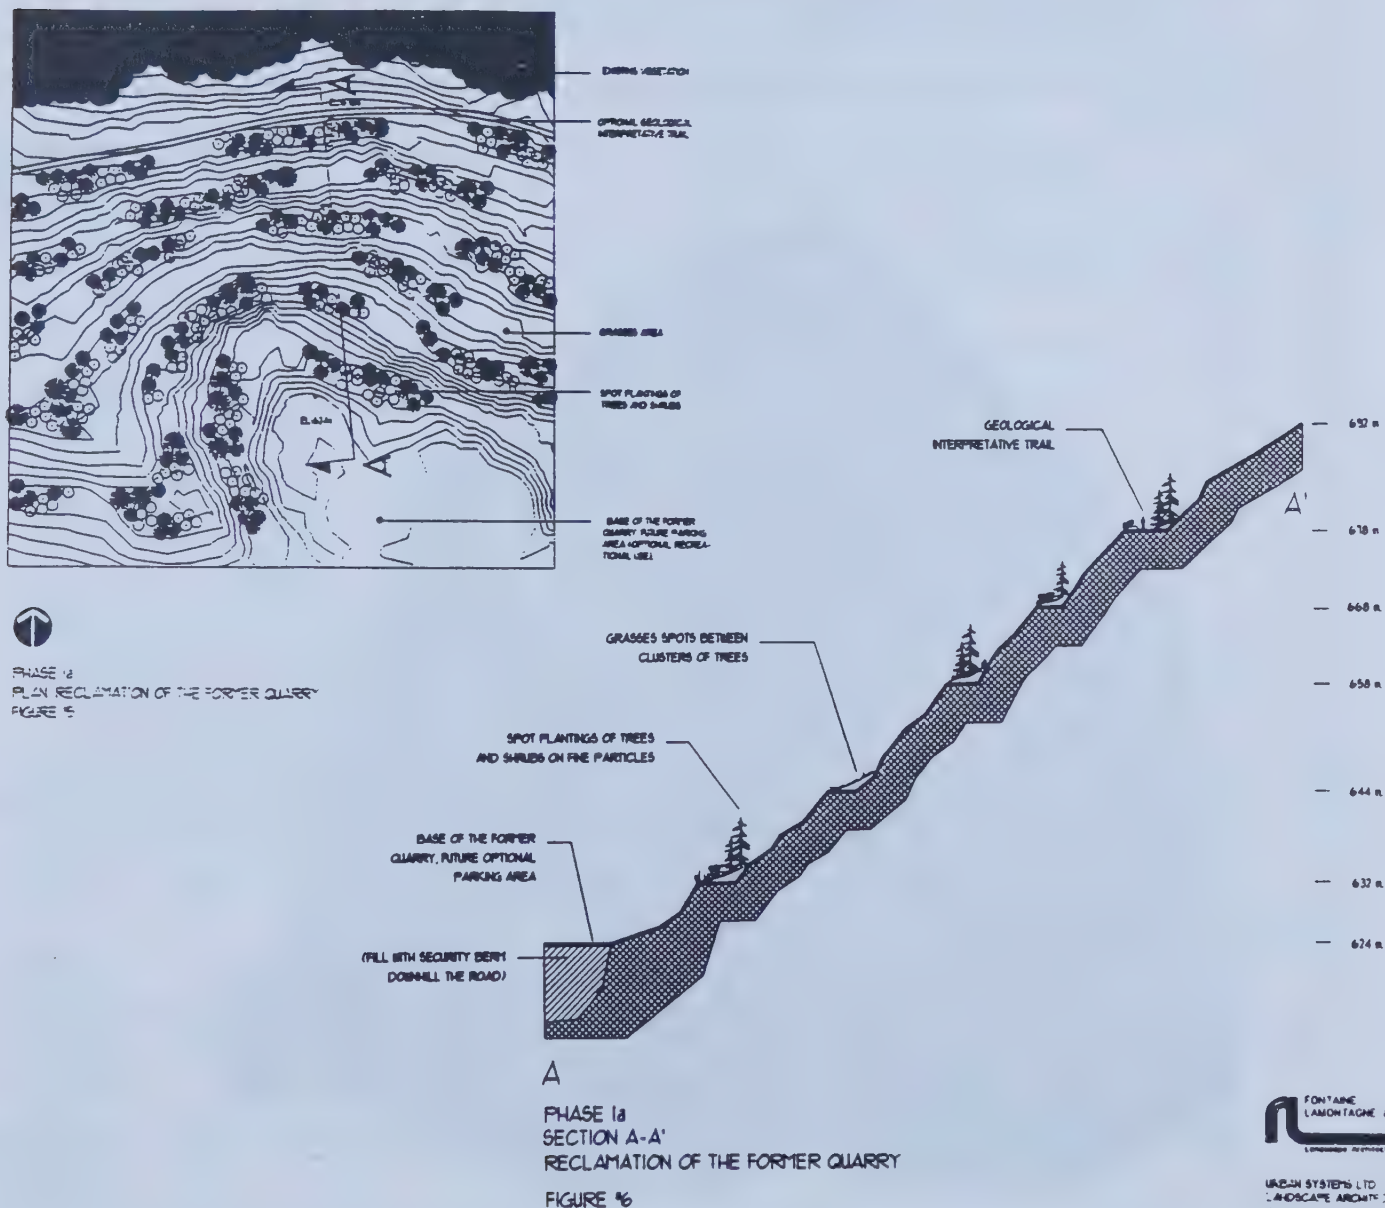 EXISTING VEGETATION
OPTIONAL GEOLOGICAL
INTERPRETATIVE TRAIL
GRASSES AREA
SPOT PLANTINGS OF
TREES AND SHRUBS
BASE OF THE FORMER
QUARRY, FUTURE PARKING
AREA (OPTIONAL RECREA-
TIONAL USE)
A
A
PHASE 1a
PLAN RECLAMATION OF THE FORMER QUARRY
FIGURE
GEOLOGICAL
INTERPRETATIVE TRAIL
GRASSES SPOTS BETWEEN
CLUSTERS OF TREES
SPOT PLANTINGS OF TREES
AND SHRUBS ON FINE PARTICLES
BASE OF THE FORMER
QUARRY, FUTURE OPTIONAL
PARKING AREA
(FILL WITH SECURITY BERM
DOWNHILL THE ROAD)
692 m
A'
678 m
668 m
658 m
644 m
632 m
624 m
A
PHASE 1a
SECTION A-A'
RECLAMATION OF THE FORMER QUARRY
FIGURE
FONTAINE
LAMONTAGNE
URBAN SYSTEMS LTD
LANDSCAPE